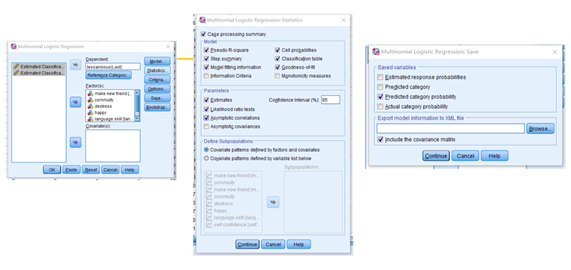 Multinomial Logistic Regression
Estimated Classifica...
Estimated Classifica...
Dependent:
lessanxious(Last)
Reference Category...
Factor(s):
make new friend [...
commuity
destress
happy
language skill [lan...
Covariate(s):
Model...
Statistics...
Criteria...
Options...
Save...
Bootstrap...
OK Paste Reset Cancel Help
Multinomial Logistic Regression: Statistics
Case processing summary
Model
Pseudo R-square Cell probabilities
Step summary Classification table
Model fitting information Goodness-of-fit
Information Criteria Monotonicity measures
Parameters
Estimates Confidence Interval (%): 95
Likelihood ratio tests
Asymptotic correlations
Asymptotic covariances
Define Subpopulations
Covariate patterns defined by factors and covariates
Covariate patterns defined by variable list below
Subpopulations:
make new friend [m...
commuity
make new friend [m...
commuity
destress
happy
language skill [lang...
self confidence [self...
Continue Cancel Help
Multinomial Logistic Regression: Save
Saved variables
Estimated response probabilities
Predicted category
Predicted category probability
Actual category probability
Export model information to XML file
Browse...
Include the covariance matrix
Continue Cancel Help